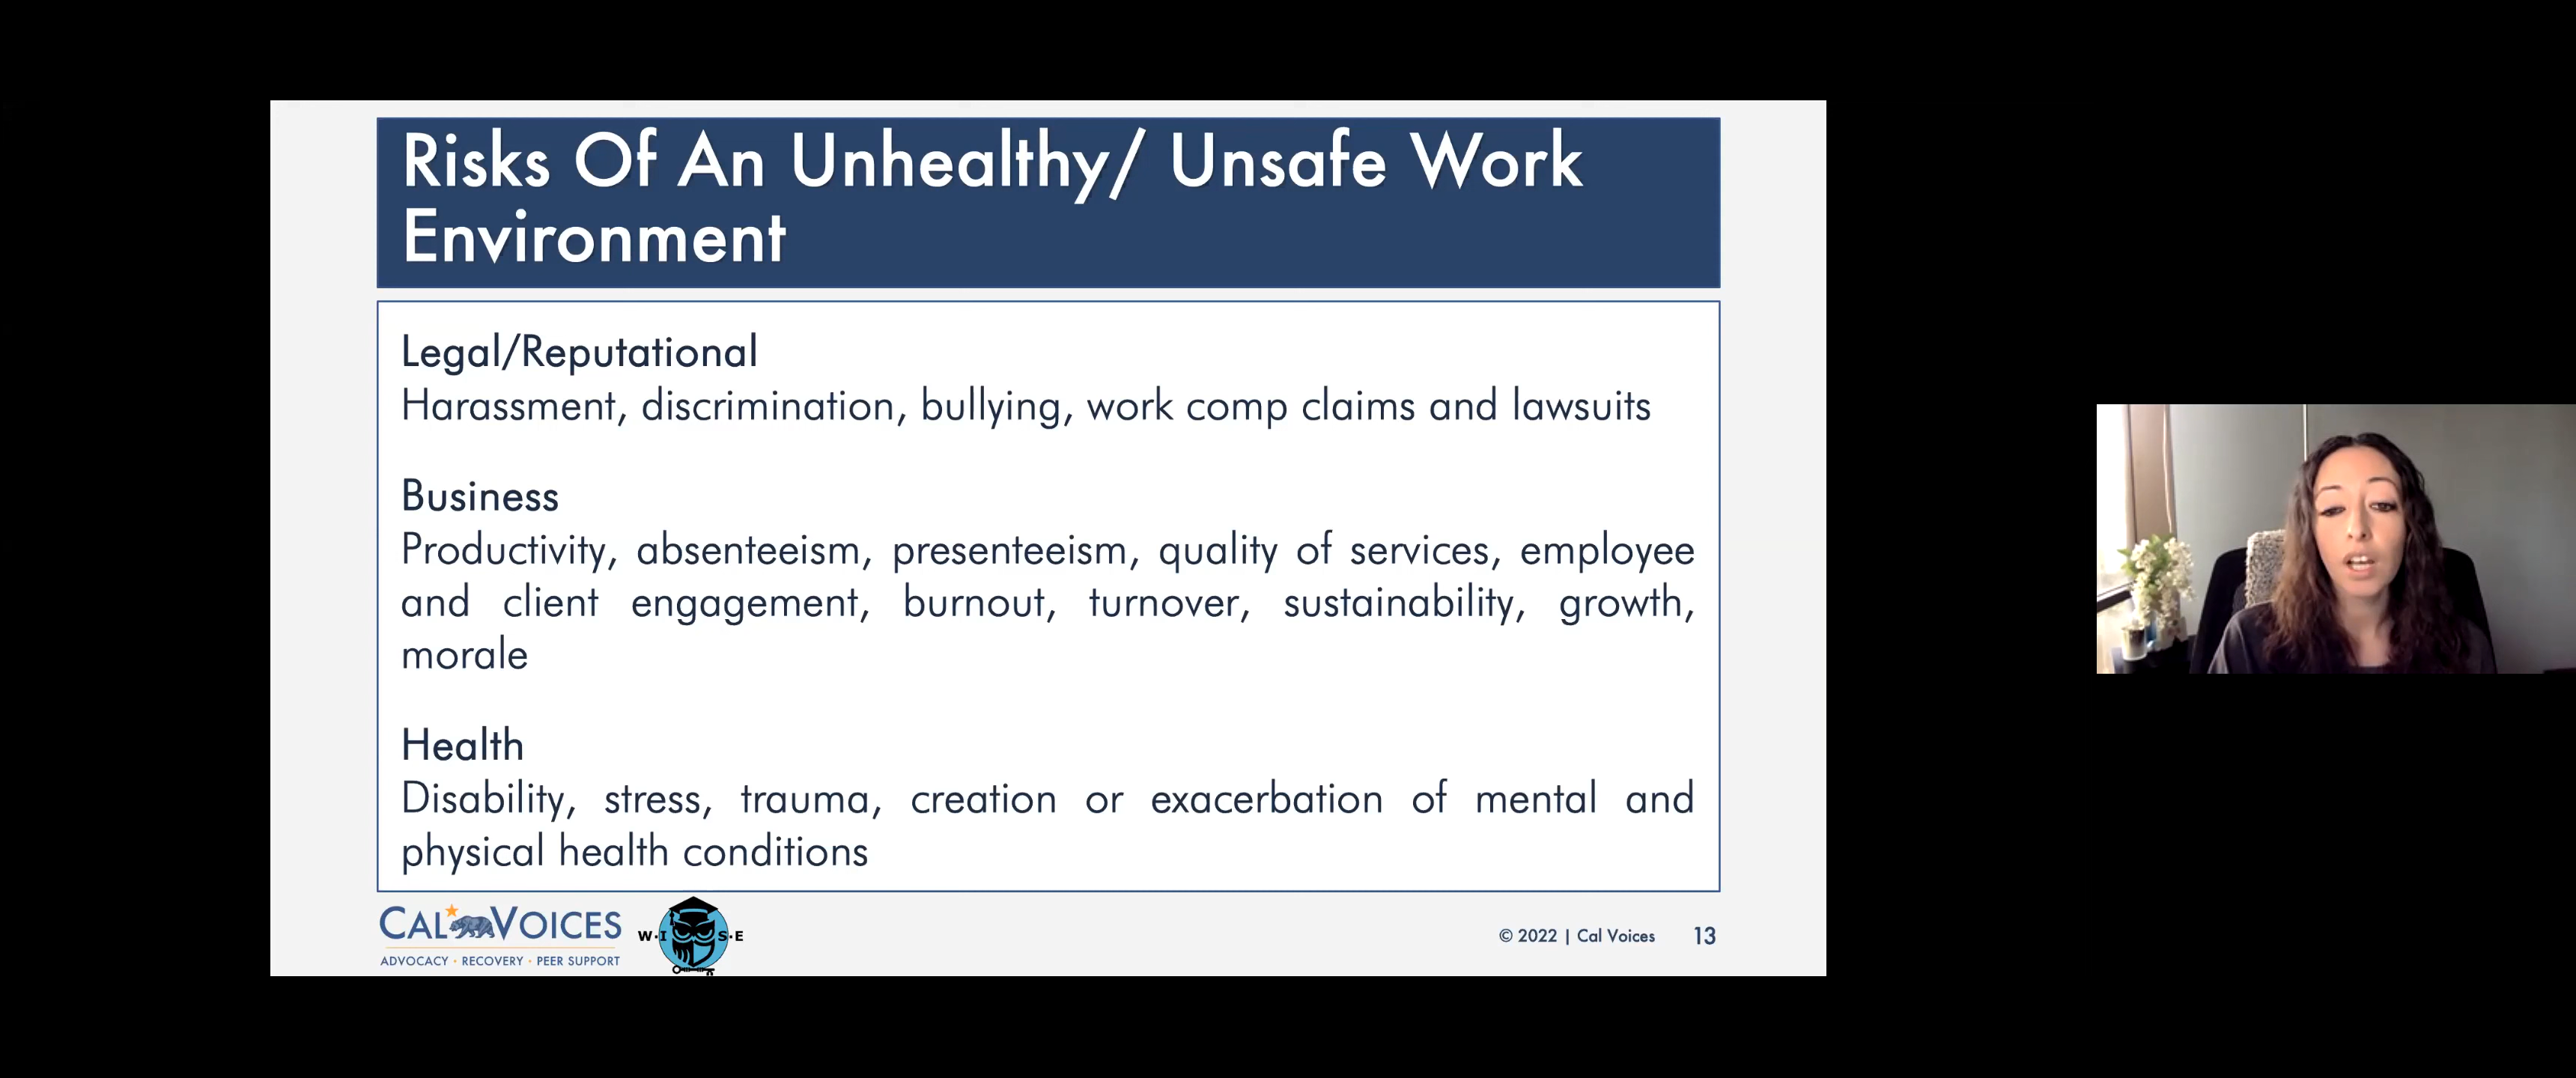 Risks Of An Unhealthy/ Unsafe Work
Environment
Legal/Reputational
Harassment, discrimination, bullying, work comp claims and lawsuits
Business
Productivity, absenteeism, presenteeism, quality of services, employee
and client engagement, burnout, turnover, sustainability, growth,
morale
Health
Disability, stress, trauma, creation or exacerbation of mental and
physical health conditions
CAL VOICES
ADVOCACY · RECOVERY · PEER SUPPORT
W·I S·E
© 2022 | Cal Voices 13